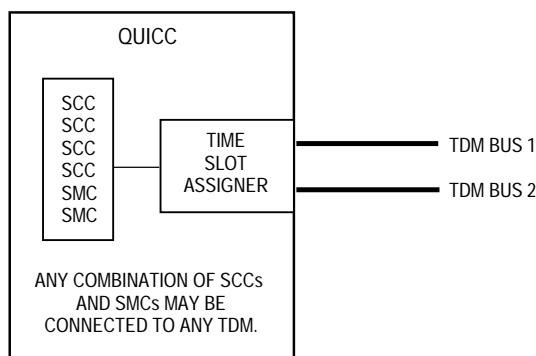 QUICC
SCC
SCC
SCC
SCC
SMC
SMC
TIME
SLOT
ASSIGNER
TDM BUS 1
TDM BUS 2
ANY COMBINATION OF SCCs
AND SMCs MAY BE
CONNECTED TO ANY TDM.